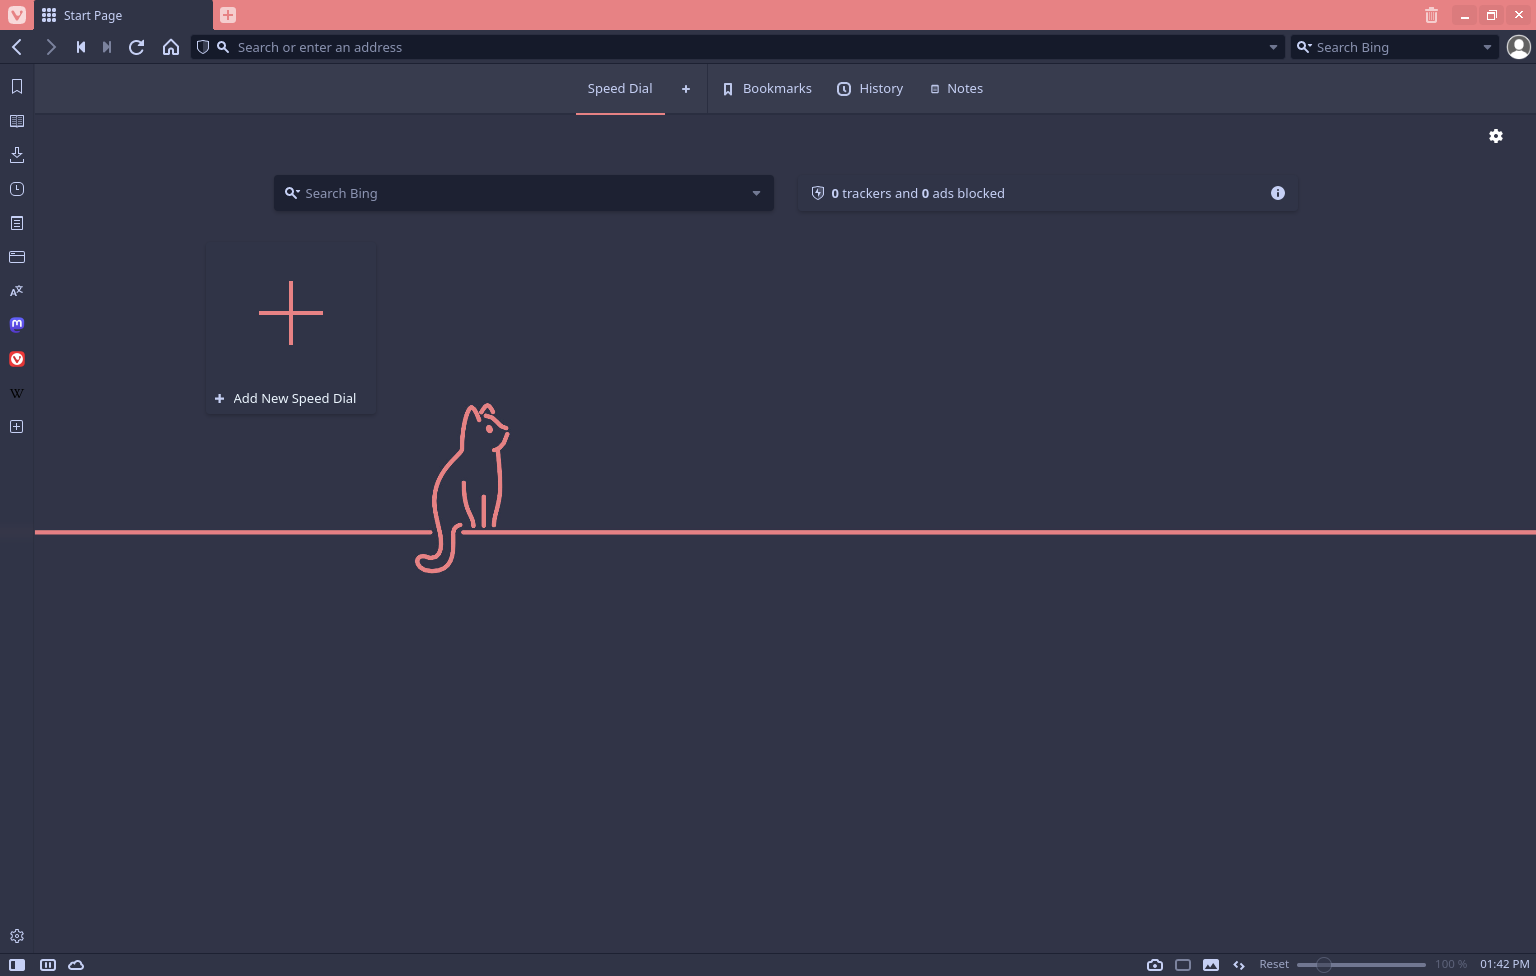 Start Page
Search or enter an address
Search Bing
Speed Dial
Bookmarks
History
Notes
Search Bing
0 trackers and 0 ads blocked
Add New Speed Dial
Reset
100 %
01:42 PM